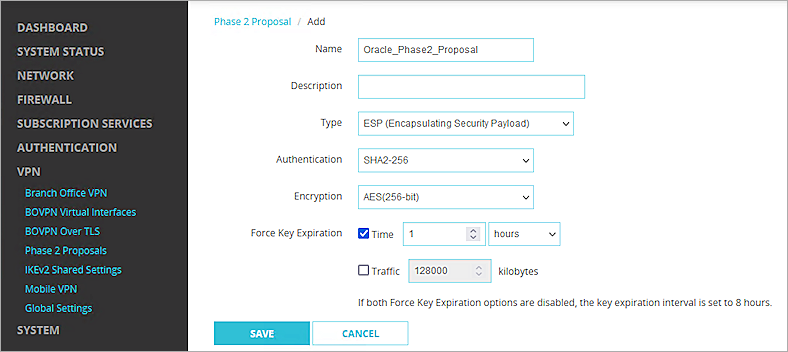 DASHBOARD
SYSTEM STATUS
NETWORK
FIREWALL
SUBSCRIPTION SERVICES
AUTHENTICATION
VPN
Branch Office VPN
BOVPN Virtual Interfaces
BOVPN Over TLS
Phase 2 Proposals
IKEv2 Shared Settings
Mobile VPN
Global Settings
SYSTEM
Phase 2 Proposal / Add
Name Oracle_Phase2_Proposal
Description
Type ESP (Encapsulating Security Payload)
Authentication SHA2-256
Encryption AES(256-bit)
Force Key Expiration Time 1 hours
Traffic 128000 kilobytes
If both Force Key Expiration options are disabled, the key expiration interval is set to 8 hours.
SAVE CANCEL